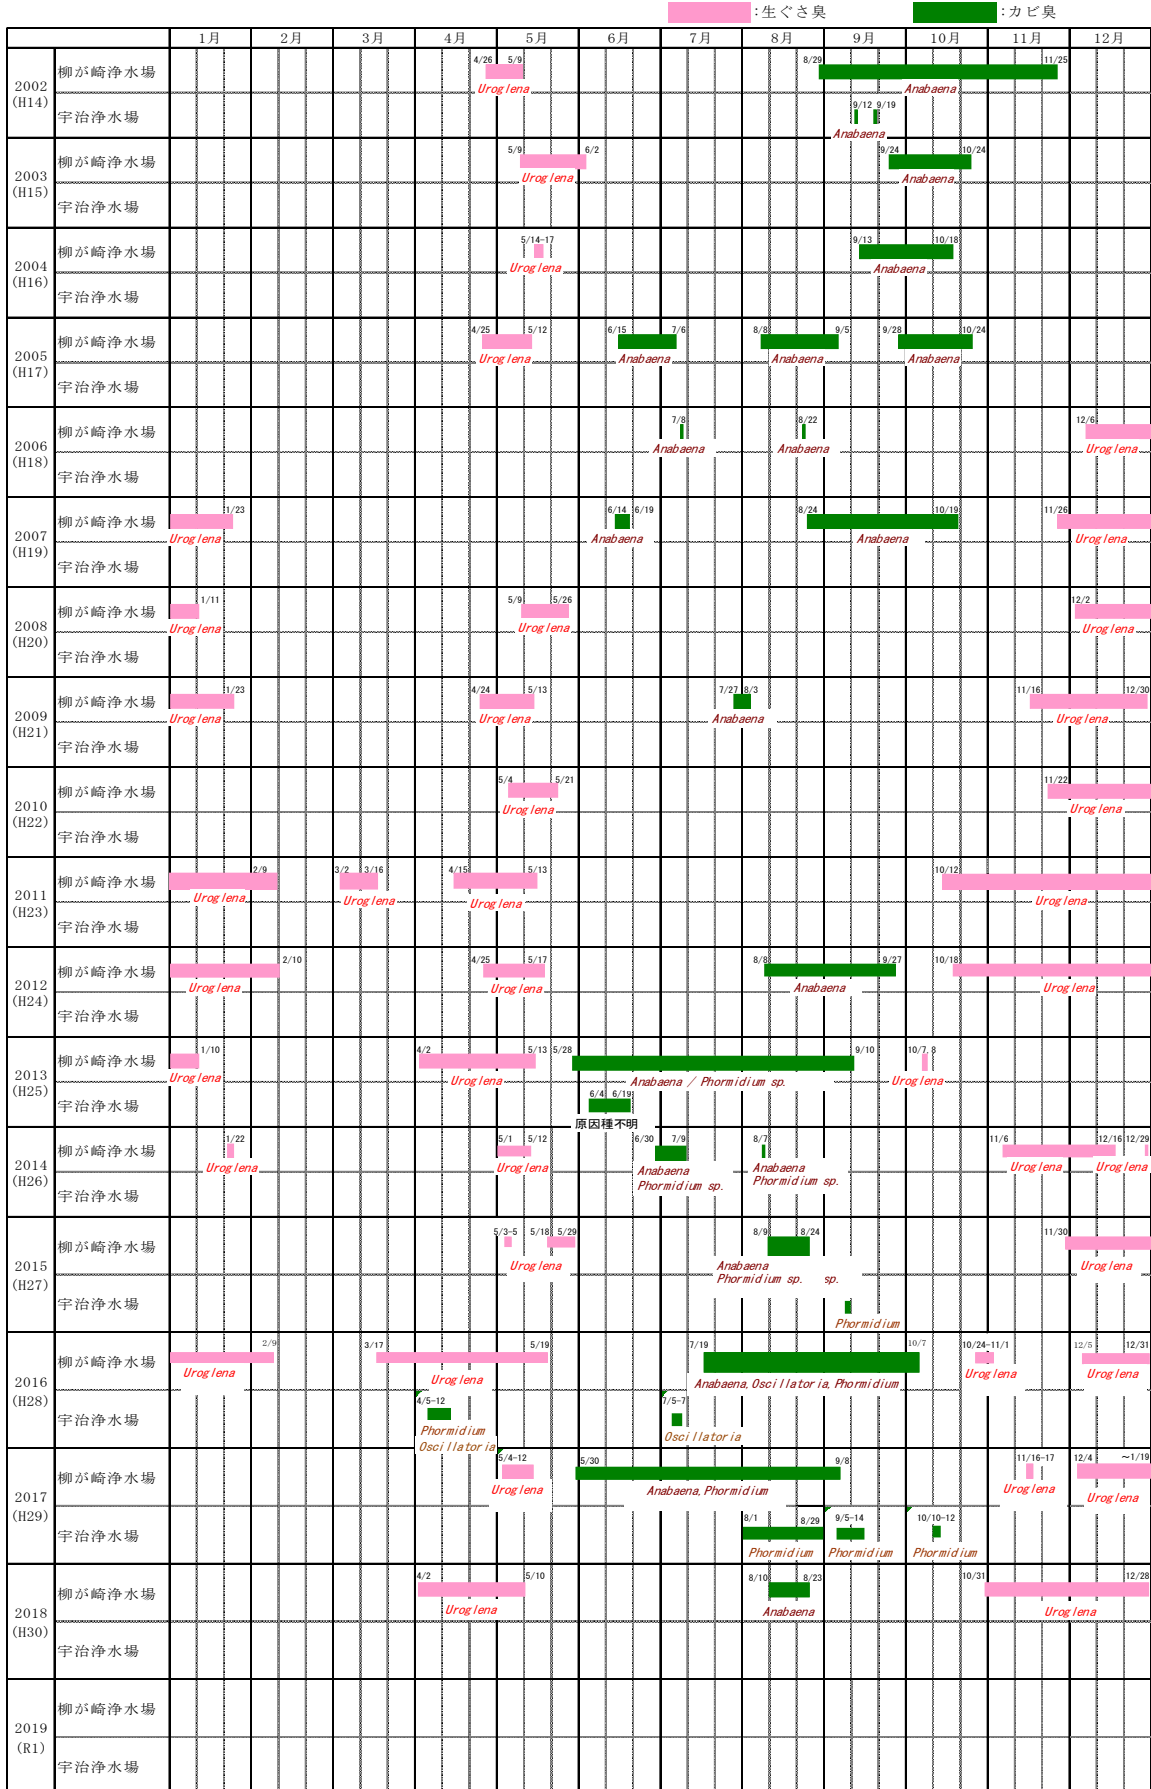 :生ぐさ臭 :カビ臭
1月 2月 3月 4月 5月 6月 7月 8月 9月 10月 11月 12月
2002
(H14)
柳が崎浄水場
4/26 5/9 8/29 11/25
Uroglena Anabaena
宇治浄水場
9/12 9/19
Anabaena
2003
(H15)
柳が崎浄水場
5/9 6/2 9/24 10/24
Uroglena Anabaena
宇治浄水場
2004
(H16)
柳が崎浄水場
5/14-17 9/13 10/18
Uroglena Anabaena
宇治浄水場
2005
(H17)
柳が崎浄水場
4/25 5/12 6/15 7/6 8/8 9/5 9/28 10/24
Uroglena Anabaena Anabaena Anabaena
宇治浄水場
2006
(H18)
柳が崎浄水場
7/8 8/22 12/6
Anabaena Anabaena Uroglena
宇治浄水場
2007
(H19)
柳が崎浄水場
1/23 6/14 6/19 8/24 10/19 11/26
Uroglena Anabaena Anabaena Uroglena
宇治浄水場
2008
(H20)
柳が崎浄水場
1/11 5/9 5/26 12/2
Uroglena Uroglena Uroglena
宇治浄水場
2009
(H21)
柳が崎浄水場
1/23 4/24 5/13 7/27 8/3 11/16 12/30
Uroglena Uroglena Anabaena Uroglena
宇治浄水場
2010
(H22)
柳が崎浄水場
5/4 5/21 11/22
Uroglena Uroglena
宇治浄水場
2011
(H23)
柳が崎浄水場
2/9 3/2 3/16 4/15 5/13 10/12
Uroglena Uroglena Uroglena Uroglena
宇治浄水場
2012
(H24)
柳が崎浄水場
2/10 4/25 5/17 8/8 9/27 10/18
Uroglena Uroglena Anabaena Uroglena
宇治浄水場
2013
(H25)
柳が崎浄水場
1/10 4/2 5/13 5/28 9/10 10/7, 8
Uroglena Uroglena Anabaena / Phormidium sp. Uroglena
宇治浄水場
6/4 6/19
原因種不明
2014
(H26)
柳が崎浄水場
1/22 5/1 5/12 6/30 7/9 8/7 11/6 12/16 12/29
Uroglena Uroglena Anabaena Anabaena Uroglena Uroglena
Phormidium sp. Phormidium sp.
宇治浄水場
2015
(H27)
柳が崎浄水場
5/3-5 5/18 5/29 8/9 8/24 11/30
Uroglena Anabaena Uroglena
Phormidium sp. sp.
宇治浄水場
Phormidium
2016
(H28)
柳が崎浄水場
2/9 3/17 5/19 7/19 10/7 10/24-11/1 12/5 12/31
Uroglena Uroglena Anabaena, Oscillatoria, Phormidium Uroglena Uroglena
宇治浄水場
4/5-12 7/5-7
Phormidium Oscillatoria
Oscillatoria
2017
(H29)
柳が崎浄水場
5/4-12 5/30 9/8 11/16-17 12/4 ～1/19
Uroglena Anabaena, Phormidium Uroglena Uroglena
宇治浄水場
8/1 8/29 9/5-14 10/10-12
Phormidium Phormidium Phormidium
2018
(H30)
柳が崎浄水場
4/2 5/10 8/10 8/23 10/31 12/28
Uroglena Anabaena Uroglena
宇治浄水場
2019
(R1)
柳が崎浄水場
宇治浄水場